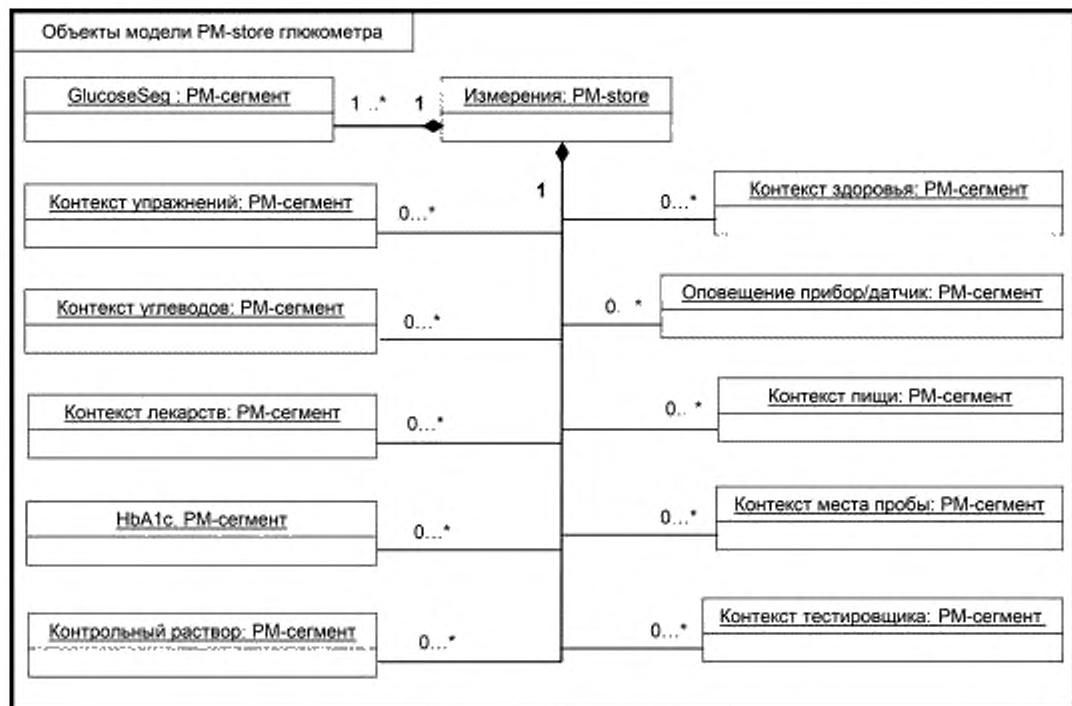 Объекты модели PM-store глюкометра
GlucoseSeg : PM-сегмент
1 ..* 1
Измерения: PM-store
1
Контекст упражнений: PM-сегмент
0...*
0...*
Контекст здоровья: PM-сегмент
Контекст углеводов: PM-сегмент
0...*
0. .*
Оповещение прибор/датчик: PM-сегмент
Контекст лекарств: PM-сегмент
0...*
0.. *
Контекст пищи: PM-сегмент
HbA1c. PM-сегмент
0...*
0...*
Контекст места пробы: PM-сегмент
Контрольный раствор: PM-сегмент
0...*
0...*
Контекст тестировщика: PM-сегмент